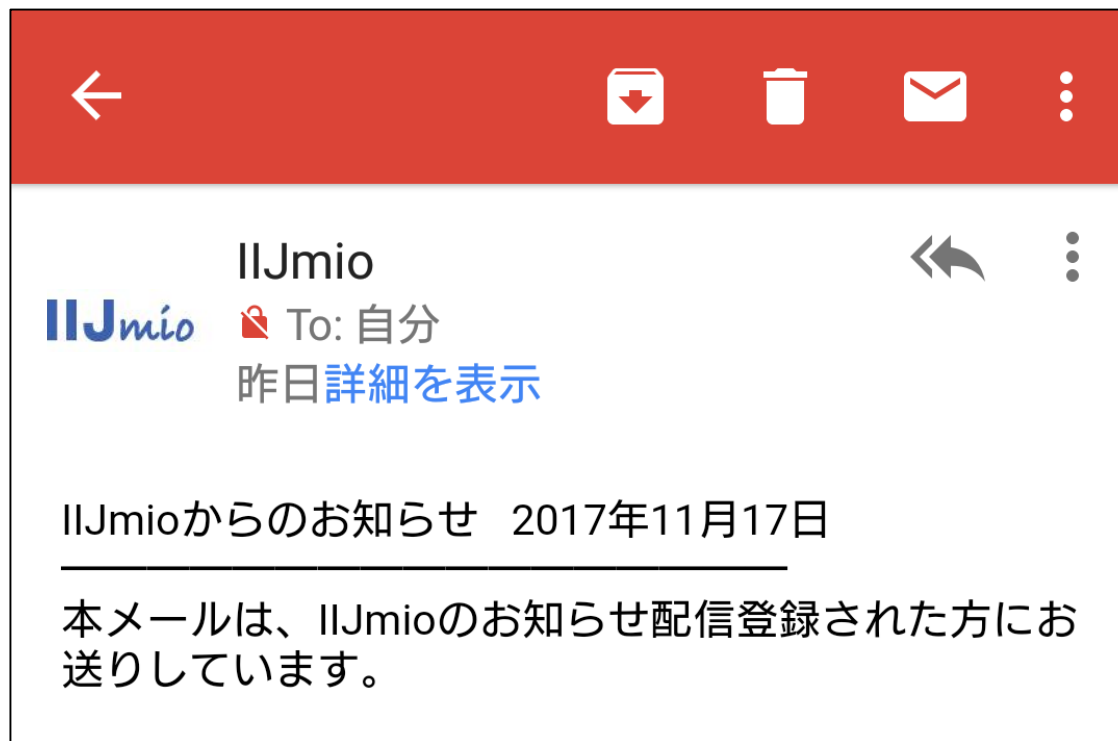 IIJmio
IIJmio
To: 自分
昨日詳細を表示
IIJmioからのお知らせ 2017年11月17日
本メールは、IIJmioのお知らせ配信登録された方にお
送りしています。